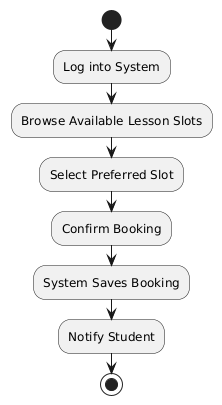 Log into System
Browse Available Lesson Slots
Select Preferred Slot
Confirm Booking
System Saves Booking
Notify Student